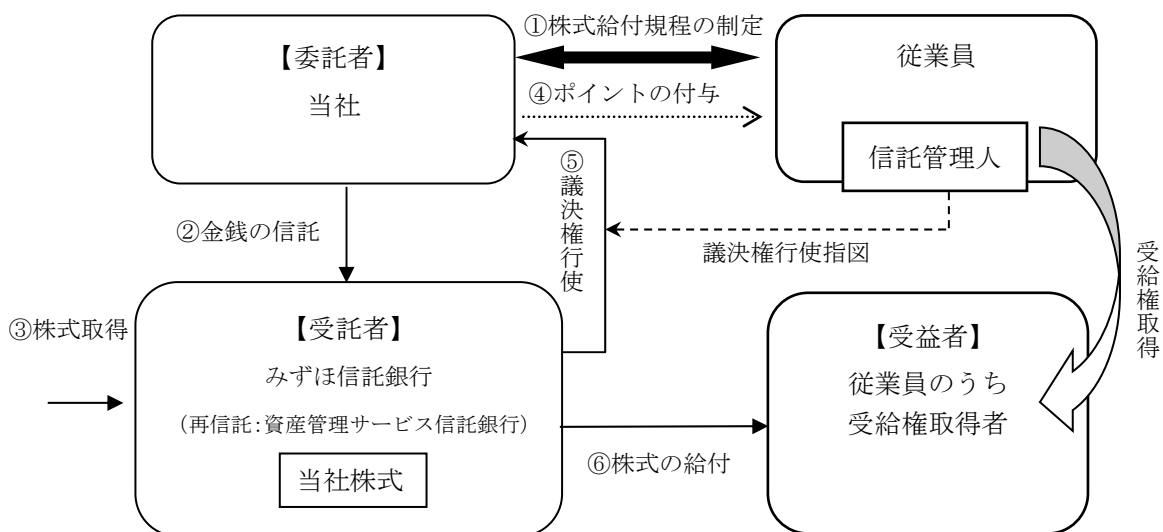 ①株式給付規程の制定
【委託者】
当社
従業員
④ポイントの付与
信託管理人
⑤議決権行使
②金銭の信託
議決権行使指図
受給権取得
③株式取得
【受託者】
みずほ信託銀行
(再信託:資産管理サービス信託銀行)
当社株式
【受益者】
従業員のうち
受給権取得者
⑥株式の給付